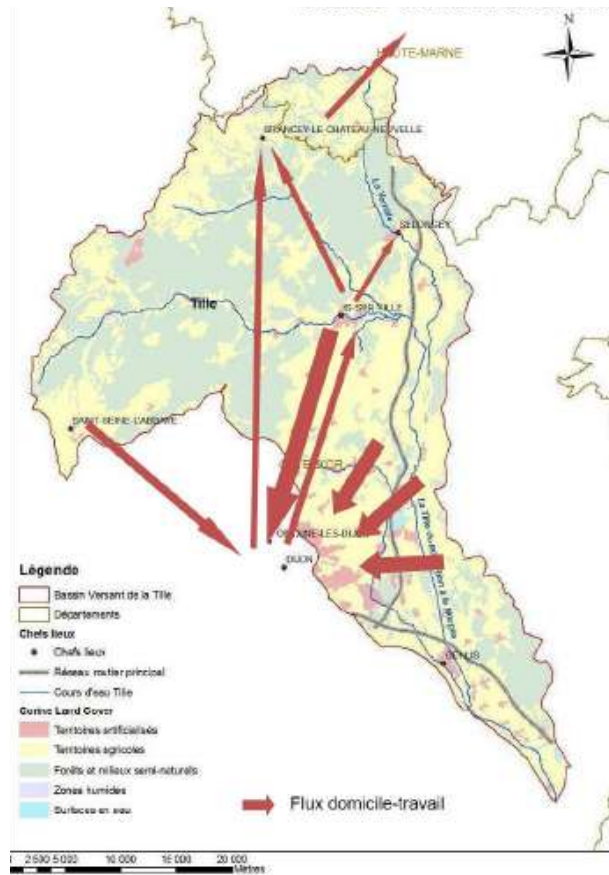 N
HAUTE-MARNE
GRANCEY-LE-CHATEAU-NEUVELLE
La Venelle
SELONGEY
Tille
IS-SUR-TILLE
SAINT-SEINE-L'ABBAYE
DIJON
GENLIS
Légende
Bassin Versant de la Tille
Départements
Chefs lieux
Chefs lieux
Réseau routier principal
Cours d'eau Tille
Corine Land Cover
Territoires artificialisés
Territoires agricoles
Forêts et milieux semi-naturels
Zones humides
Surfaces en eau
Flux domicile-travail
2 500 5 000 10 000 15 000 20 000
Mètres